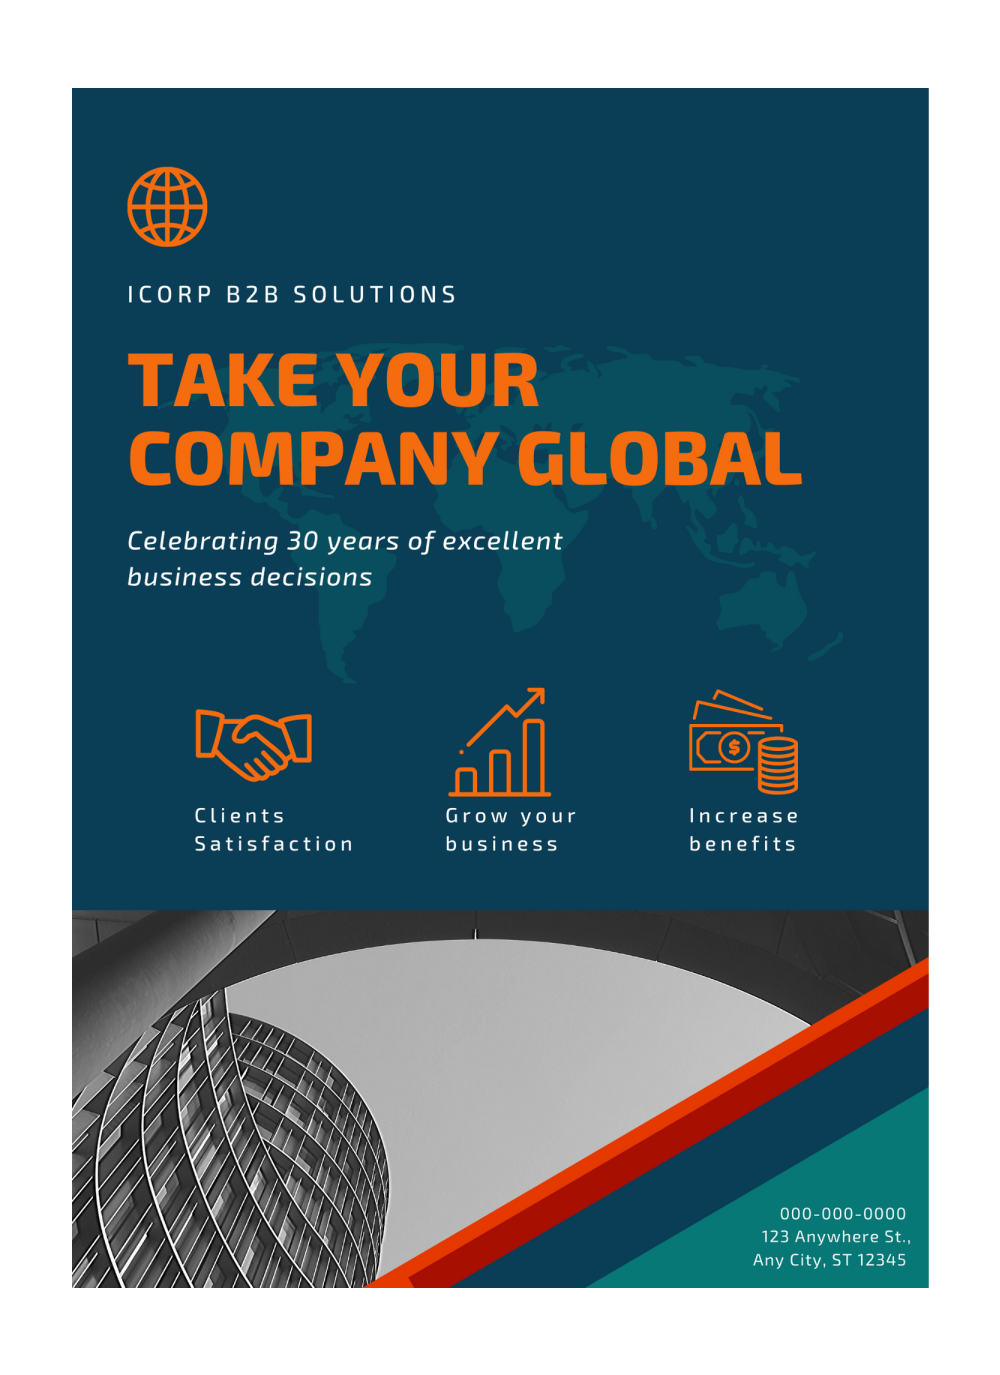 ICORP B2B SOLUTIONS
TAKE YOUR
COMPANY GLOBAL
Celebrating 30 years of excellent
business decisions
$
Clients
Satisfaction
Grow your
business
Increase
benefits
000-000-0000
123 Anywhere St.,
Any City, ST 12345